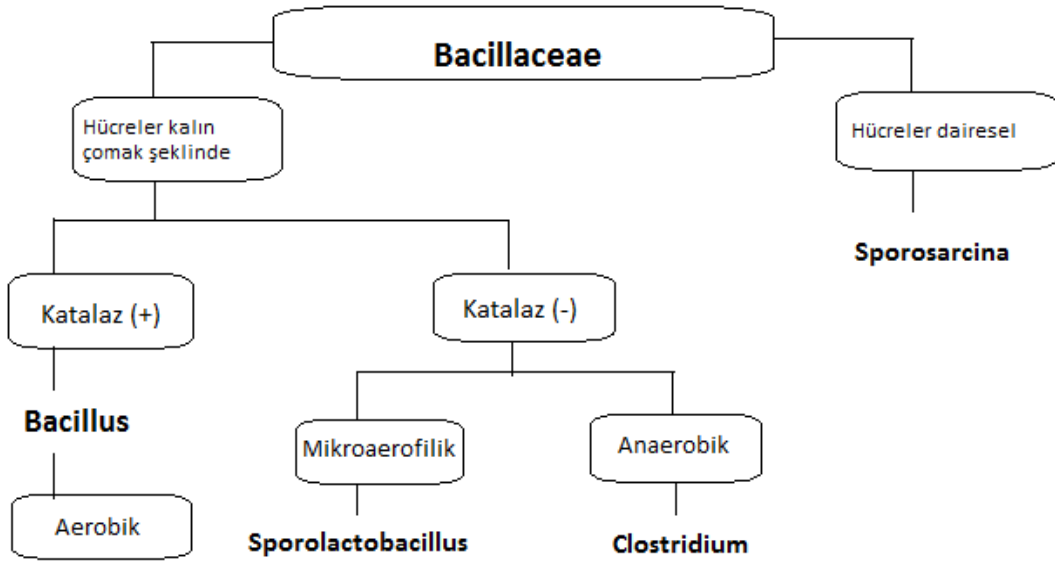 Bacillaceae
Hücreler kalın
çomak şeklinde
Hücreler dairesel
Sporosarcina
Katalaz (+)
Katalaz (-)
Bacillus
Mikroaerofilik
Anaerobik
Aerobik
Sporolactobacillus
Clostridium